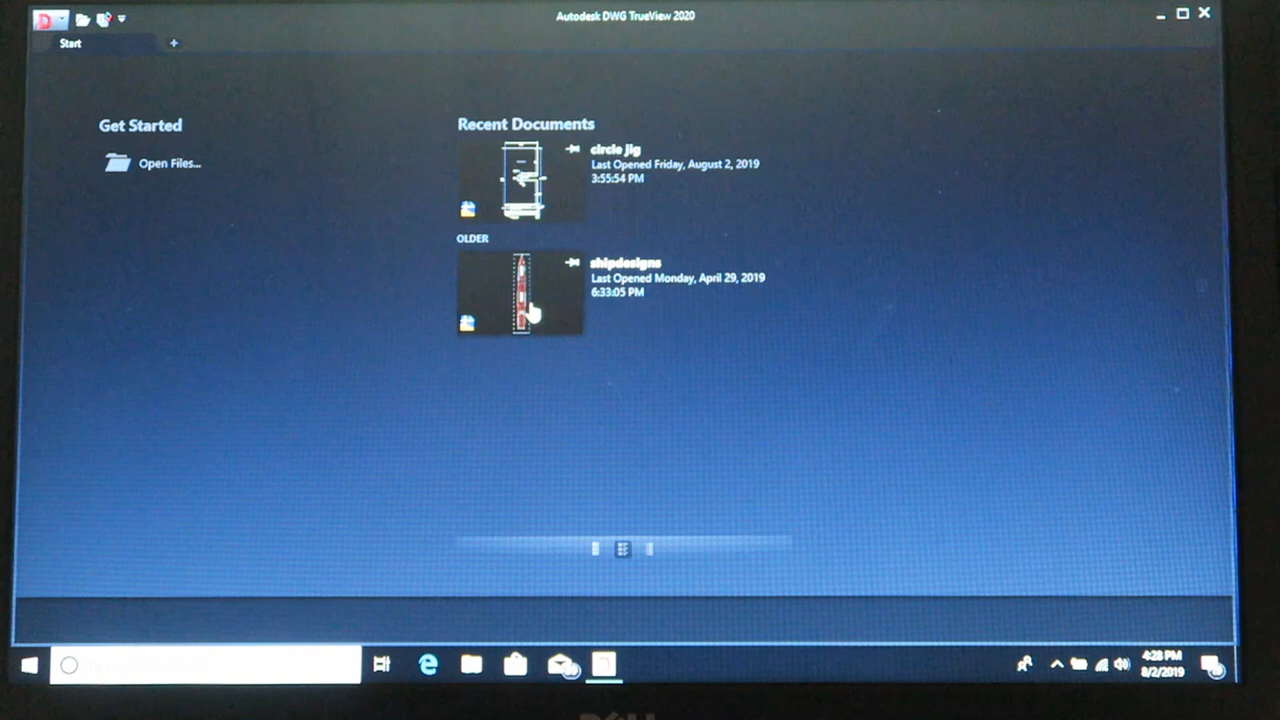 Autodesk DWG TrueView 2020
Start
Get Started
Open Files...
Recent Documents
circle jig
Last Opened Friday, August 2, 2019
3:55:54 PM
OLDER
shipdesigns
Last Opened Monday, April 29, 2019
6:33:05 PM
4:28 PM
8/2/2019
DELL